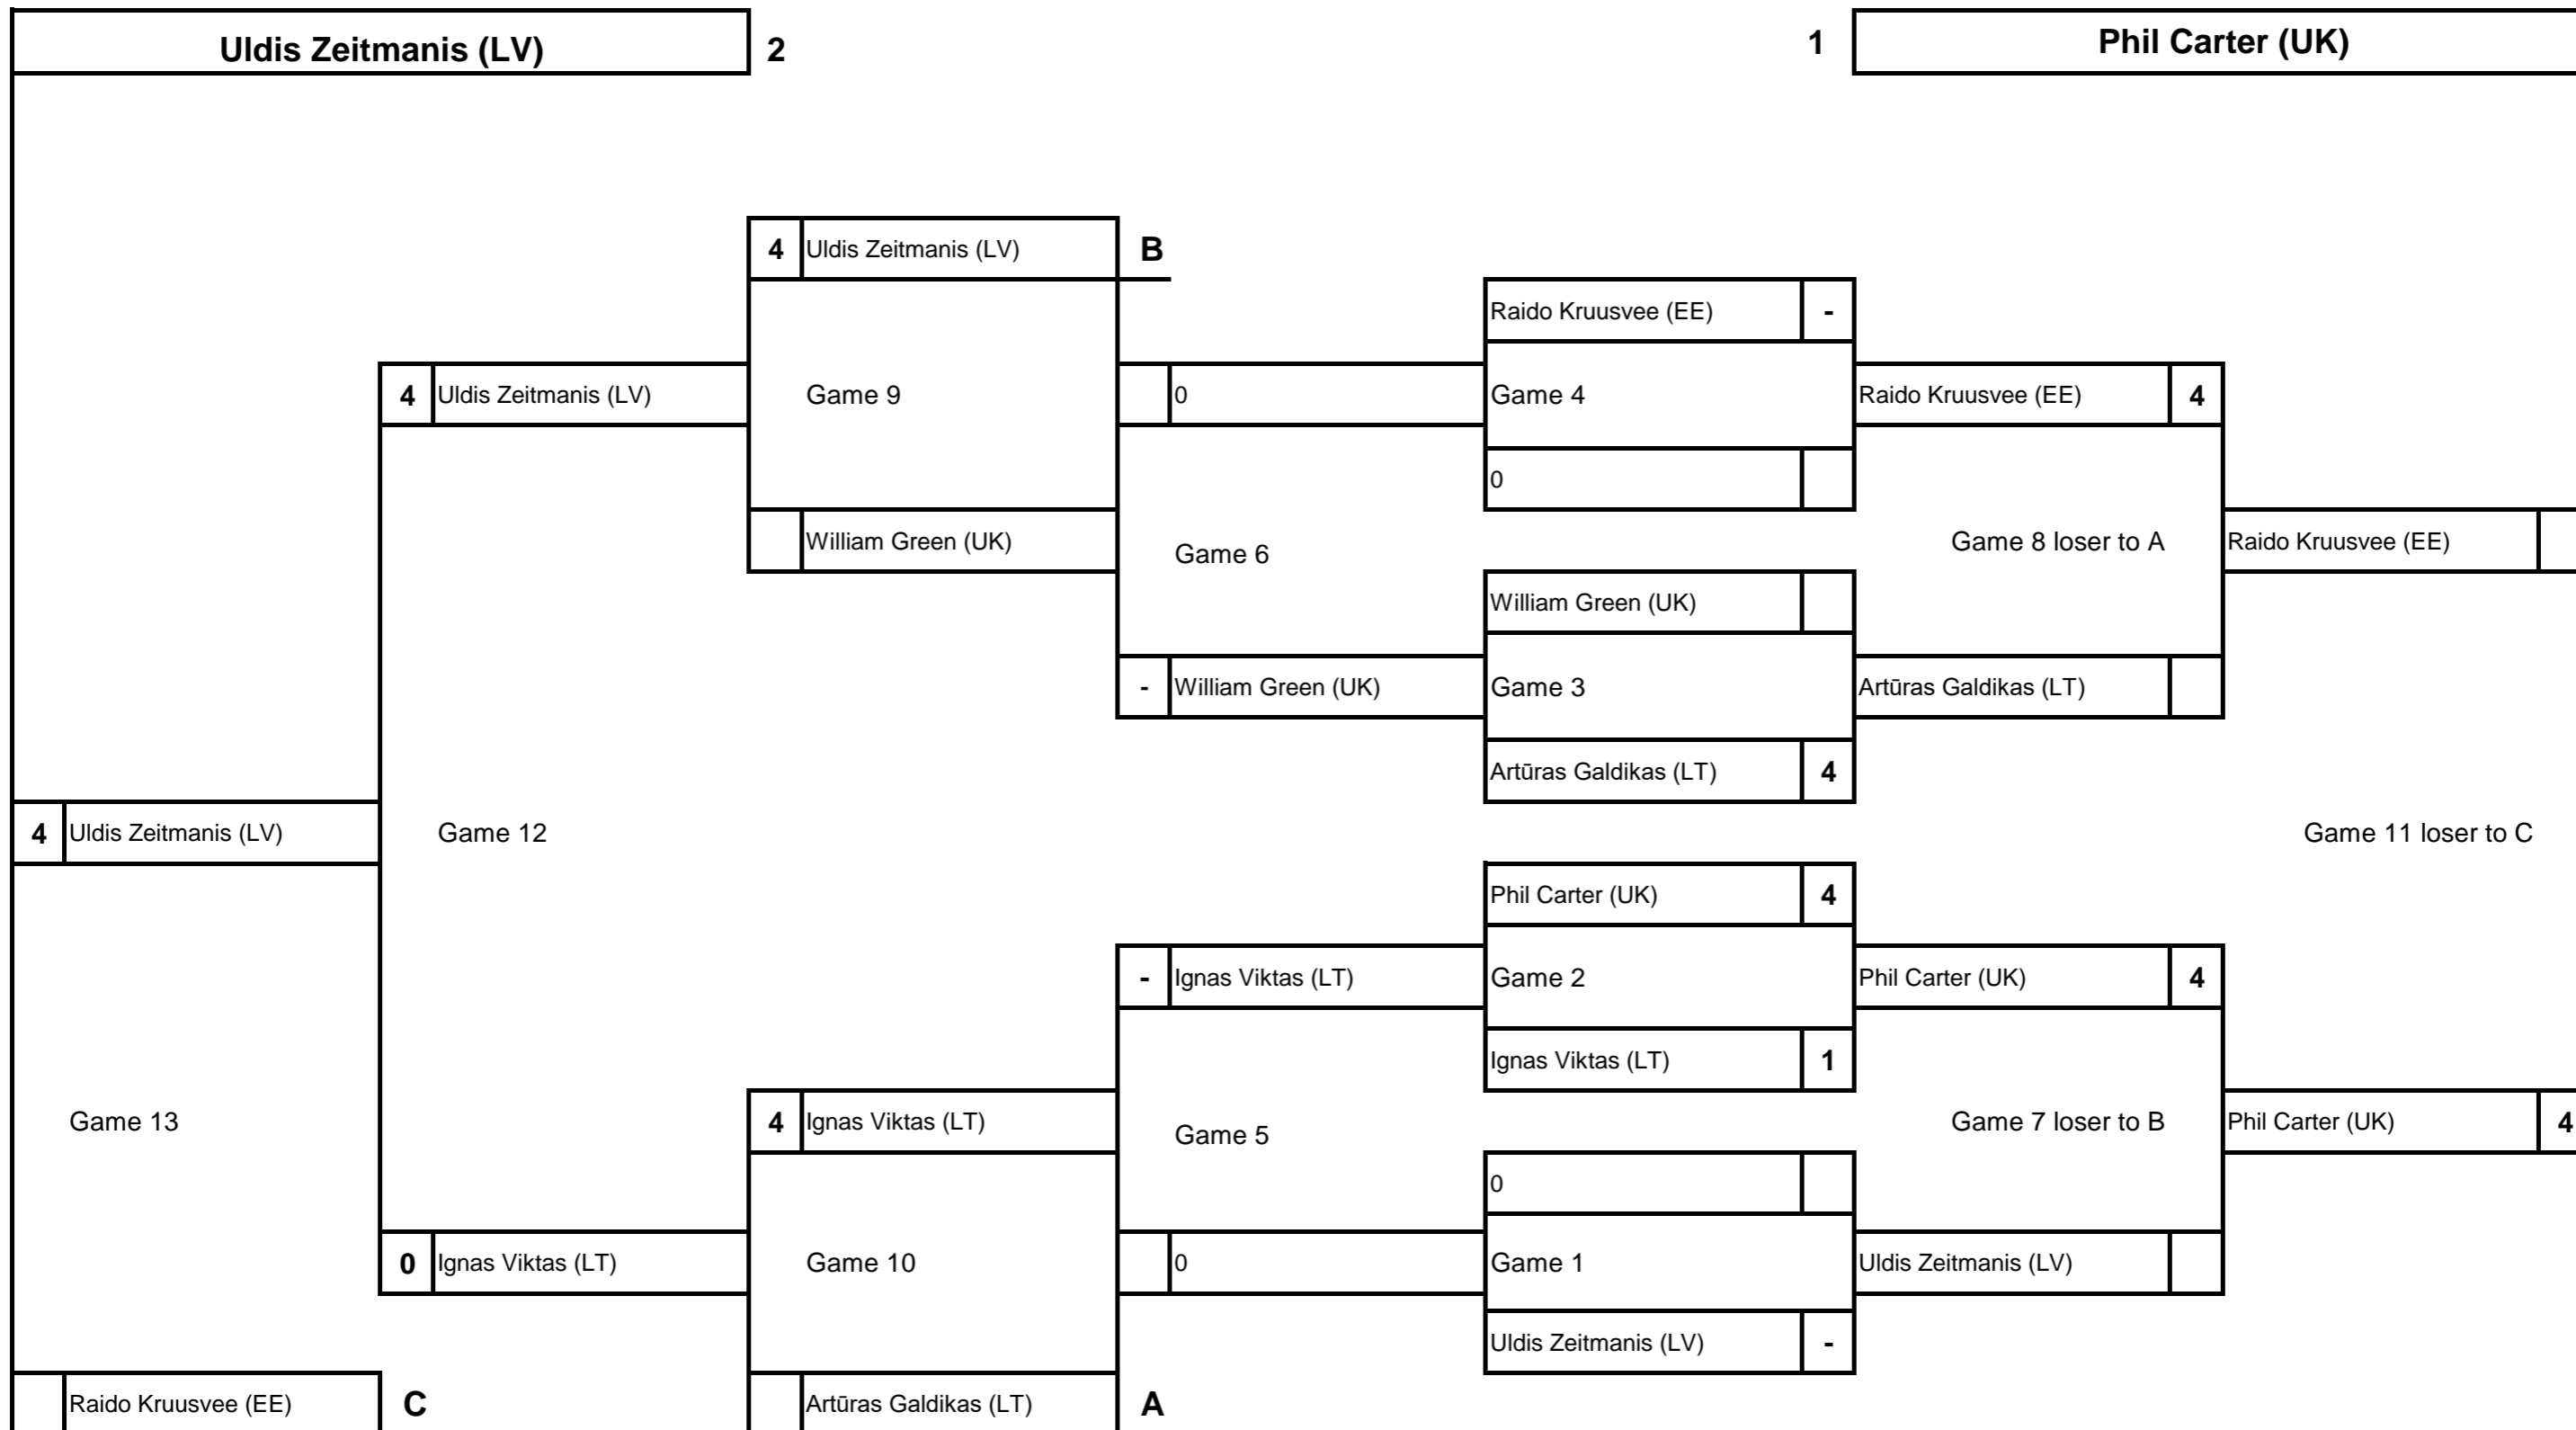 Uldis Zeitmanis (LV) 2 1 Phil Carter (UK)
4 Uldis Zeitmanis (LV) B
Raido Kruusvee (EE) -
4 Uldis Zeitmanis (LV) Game 9 0 Game 4 Raido Kruusvee (EE) 4
0
William Green (UK) Game 6 Game 8 loser to A Raido Kruusvee (EE)
William Green (UK)
- William Green (UK) Game 3 Artūras Galdikas (LT)
Artūras Galdikas (LT) 4
4 Uldis Zeitmanis (LV) Game 12 Game 11 loser to C
Phil Carter (UK) 4
- Ignas Viktas (LT) Game 2 Phil Carter (UK) 4
Ignas Viktas (LT) 1
Game 13 4 Ignas Viktas (LT) Game 5 Game 7 loser to B Phil Carter (UK) 4
0
0 Ignas Viktas (LT) Game 10 0 Game 1 Uldis Zeitmanis (LV)
Uldis Zeitmanis (LV) -
Raido Kruusvee (EE) C Artūras Galdikas (LT) A